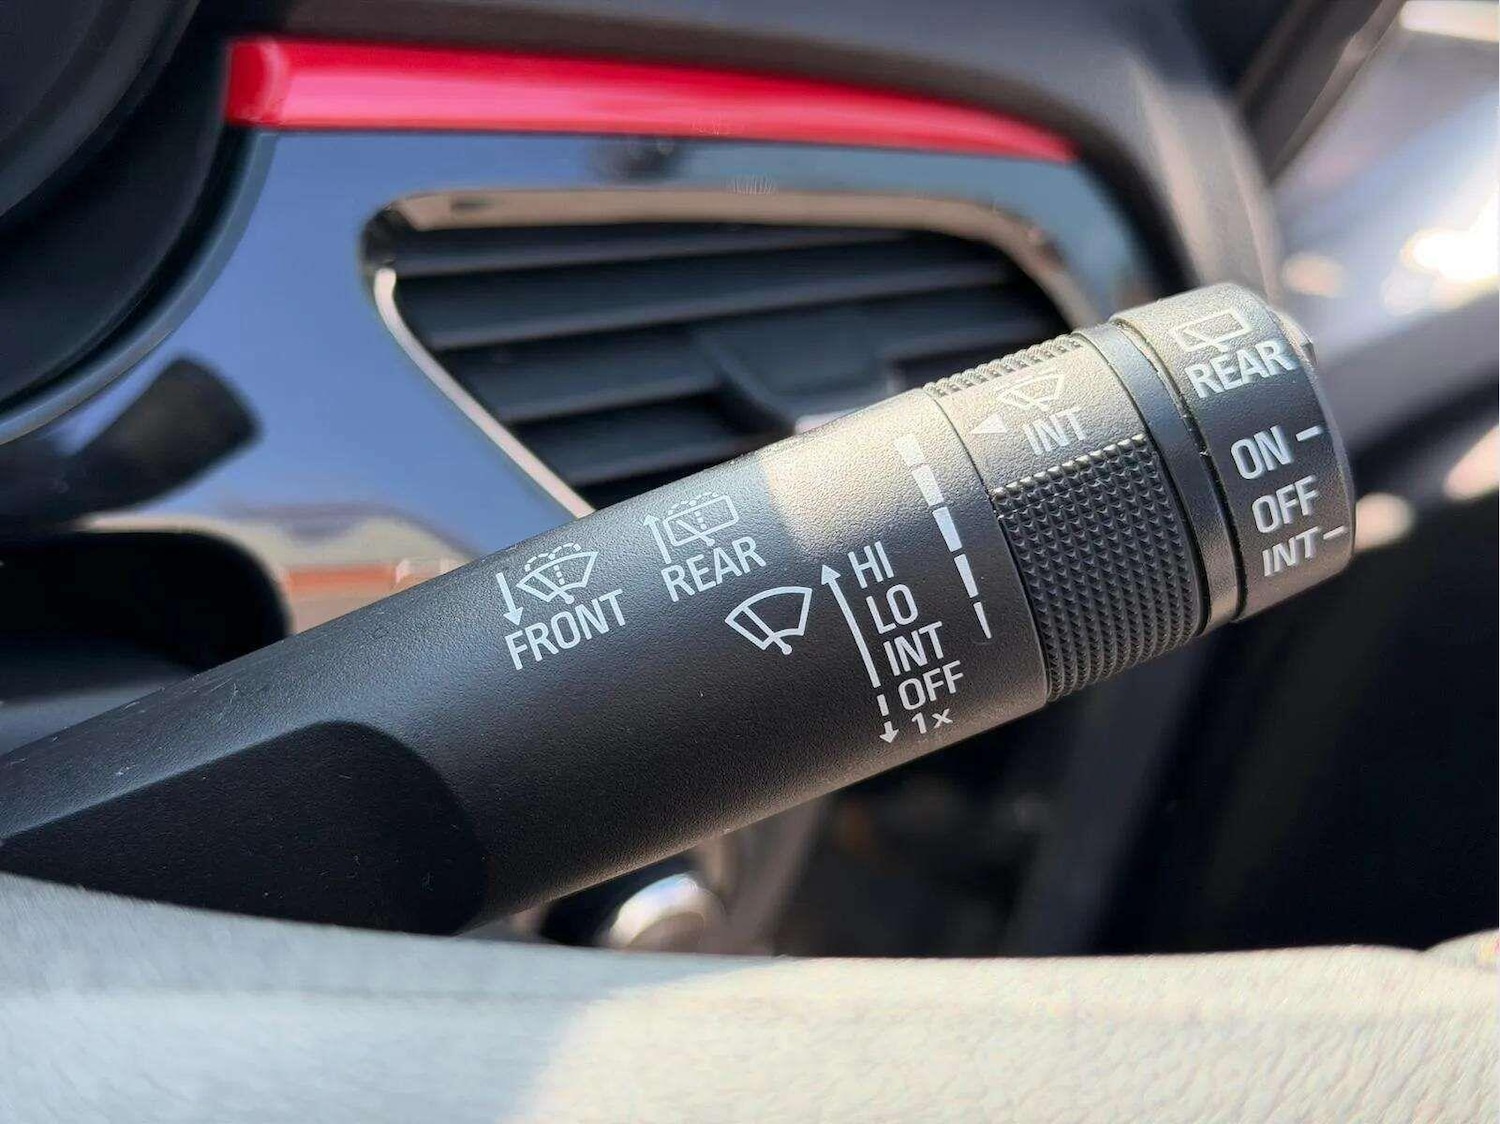 FRONT
REAR
HI
LO
INT
OFF
1x
INT
REAR
ON
OFF
INT